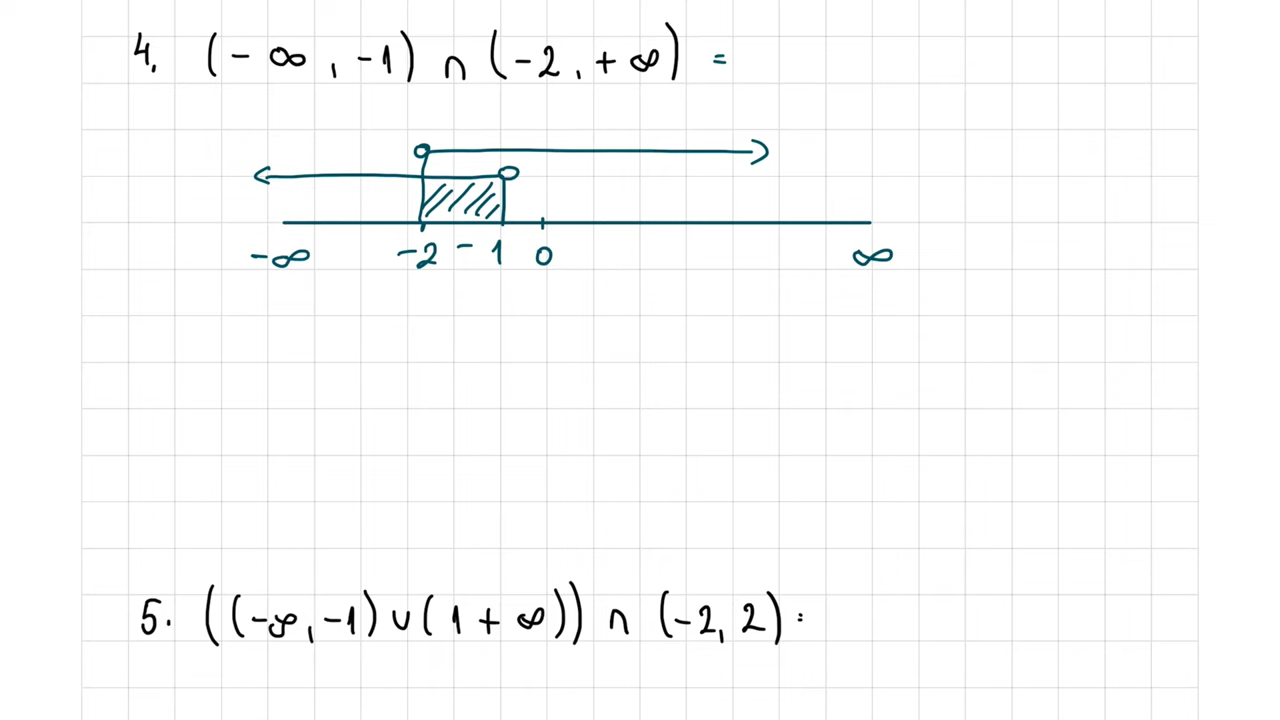 4. (- ∞, -1) ∩ (-2, + ∞) =
-∞ -2 -1 0 ∞
5. ((-∞, -1) ∪ (1 + ∞)) ∩ (-2, 2) =